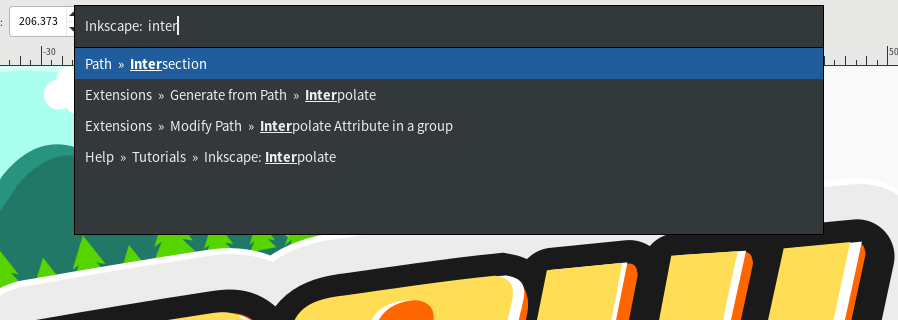 : 206.373
Inkscape: inter
-30
50
Path » Intersection
Extensions » Generate from Path » Interpolate
Extensions » Modify Path » Interpolate Attribute in a group
Help » Tutorials » Inkscape: Interpolate